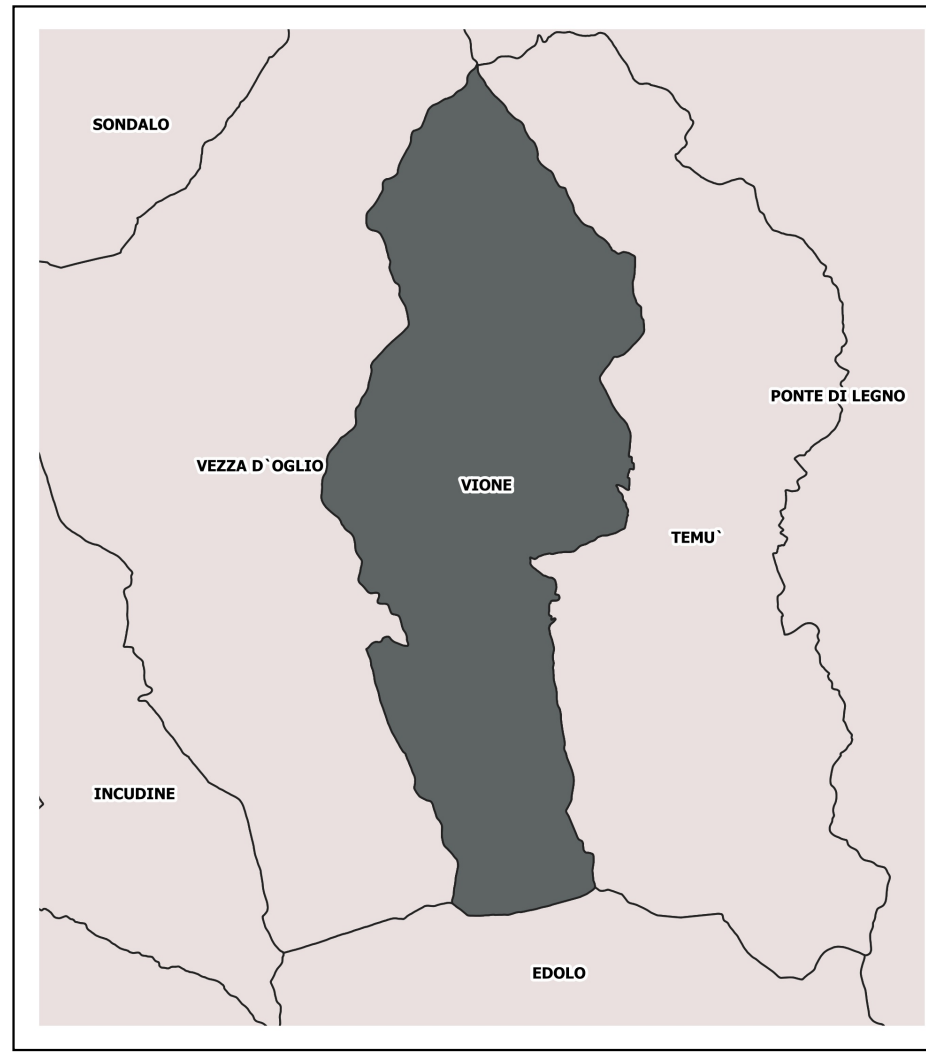 SONDALO
PONTE DI LEGNO
VEZZA D`OGLIO
VIONE
TEMU`
INCUDINE
EDOLO